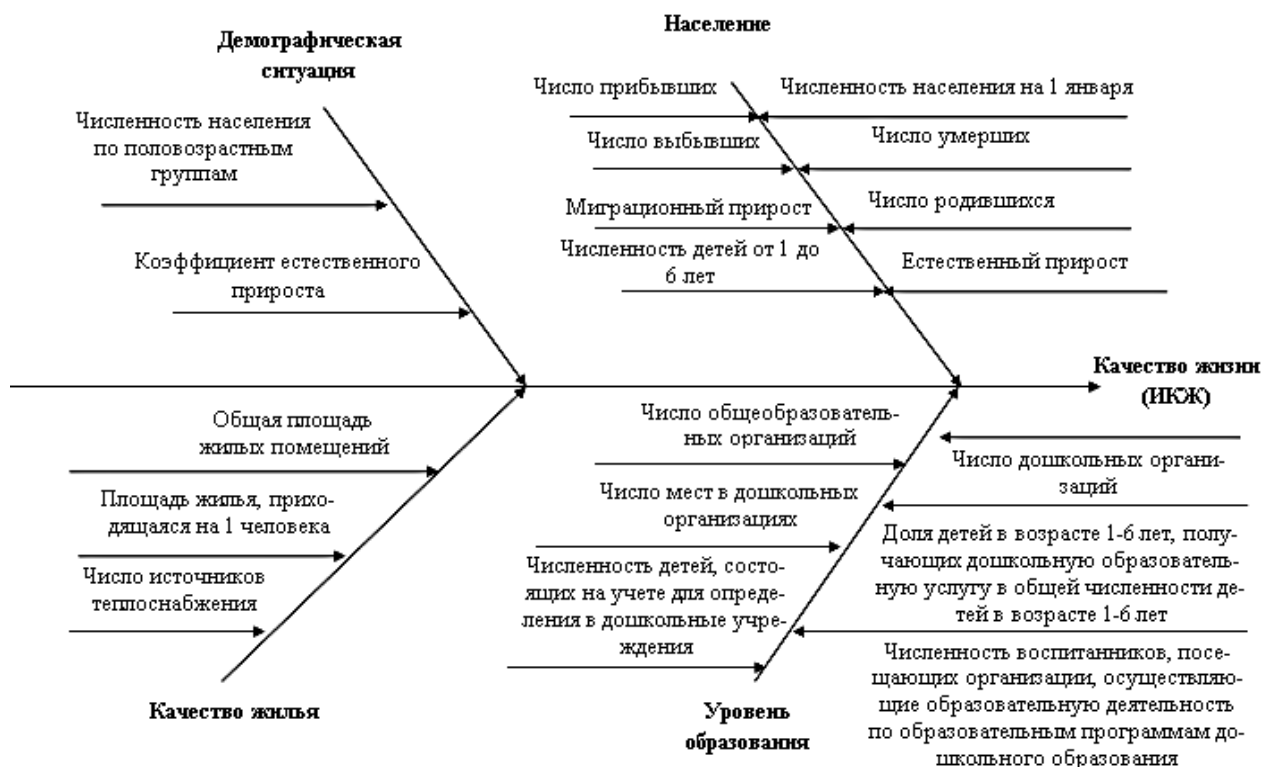 Демографическая
ситуация
Численность населения
по половозрастным
группам
Коэффициент естественного
прироста
Население
Число прибывших
Численность населения на 1 января
Число выбывших
Число умерших
Миграционный прирост
Число родившихся
Численность детей от 1 до
6 лет
Естественный прирост
Качество жизни
(ИКЖ)
Общая площадь
жилых помещений
Площадь жилья, прихо-
дящаяся на 1 человека
Число источников
теплоснабжения
Качество жилья
Число общеобразователь-
ных организаций
Число мест в дошкольных
организациях
Численность детей, состо-
ящих на учете для опреде-
ления в дошкольные учре-
ждения
Число дошкольных органи-
заций
Доля детей в возрасте 1-6 лет, полу-
чающих дошкольную образователь-
ную услугу в общей численности де-
тей в возрасте 1-6 лет
Численность воспитанников, посе-
щающих организации, осуществляю-
щие образовательную деятельность
по образовательным программам до-
школьного образования
Уровень
образования